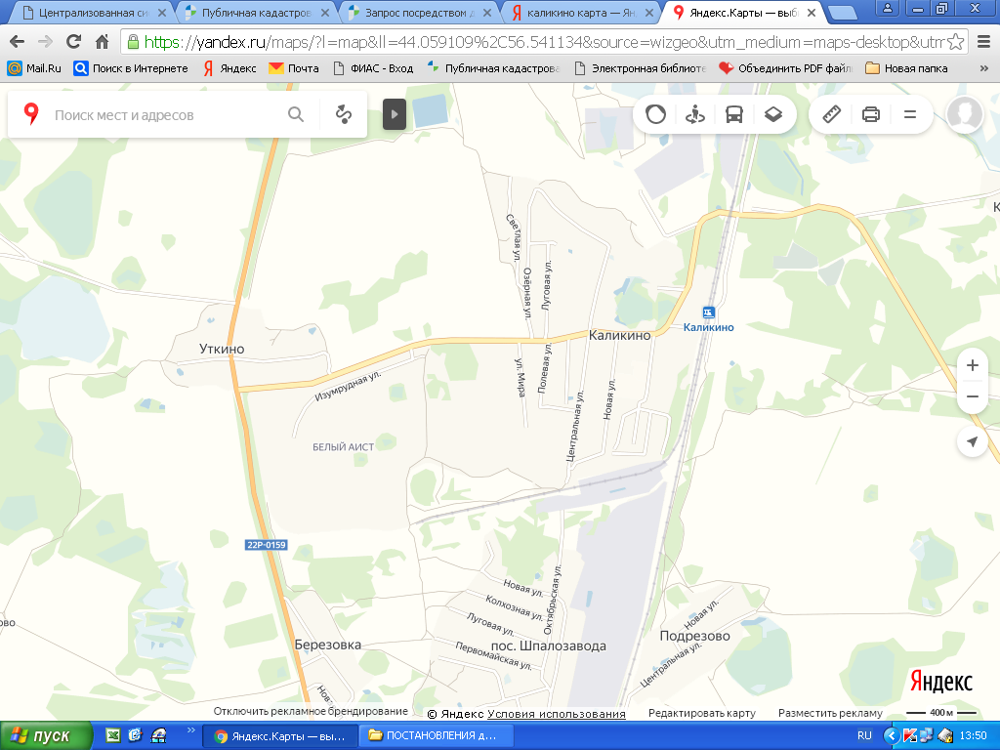 Централизованная си
Публичная кадастров
Запрос посредством д
каликино карта — Ян
Яндекс.Карты — выб
https://yandex.ru/maps/?l=map&ll=44.059109%2C56.541134&source=wizgeo&utm_medium=maps-desktop&utm
Mail.Ru
Поиск в Интернете
Яндекс
Почта
ФИАС - Вход
Публичная кадастрова
Электронная библиоте
Объединить PDF файл
Новая папка
»
Поиск мест и адресов
К
Светлая ул.
Озёрная ул.
Луговая ул.
Каликино
Каликино
Уткино
Изумрудная ул.
ул. Мира
Полевая ул.
Центральная ул.
Новая ул.
БЕЛЫЙ АИСТ
22Р-0159
Новая ул.
Колхозная ул.
Луговая ул.
Первомайская ул.
Октябрьская ул.
пос. Шпалозавода
ово
Березовка
Нов
Новая ул.
Подрезово
Центральная ул.
Яндекс
Отключить рекламное брендирование
© Яндекс Условия использования
Редактировать карту
Разместить рекламу
400 м
пуск
»
Яндекс.Карты — вы...
ПОСТАНОВЛЕНИЯ д...
RU
13:50